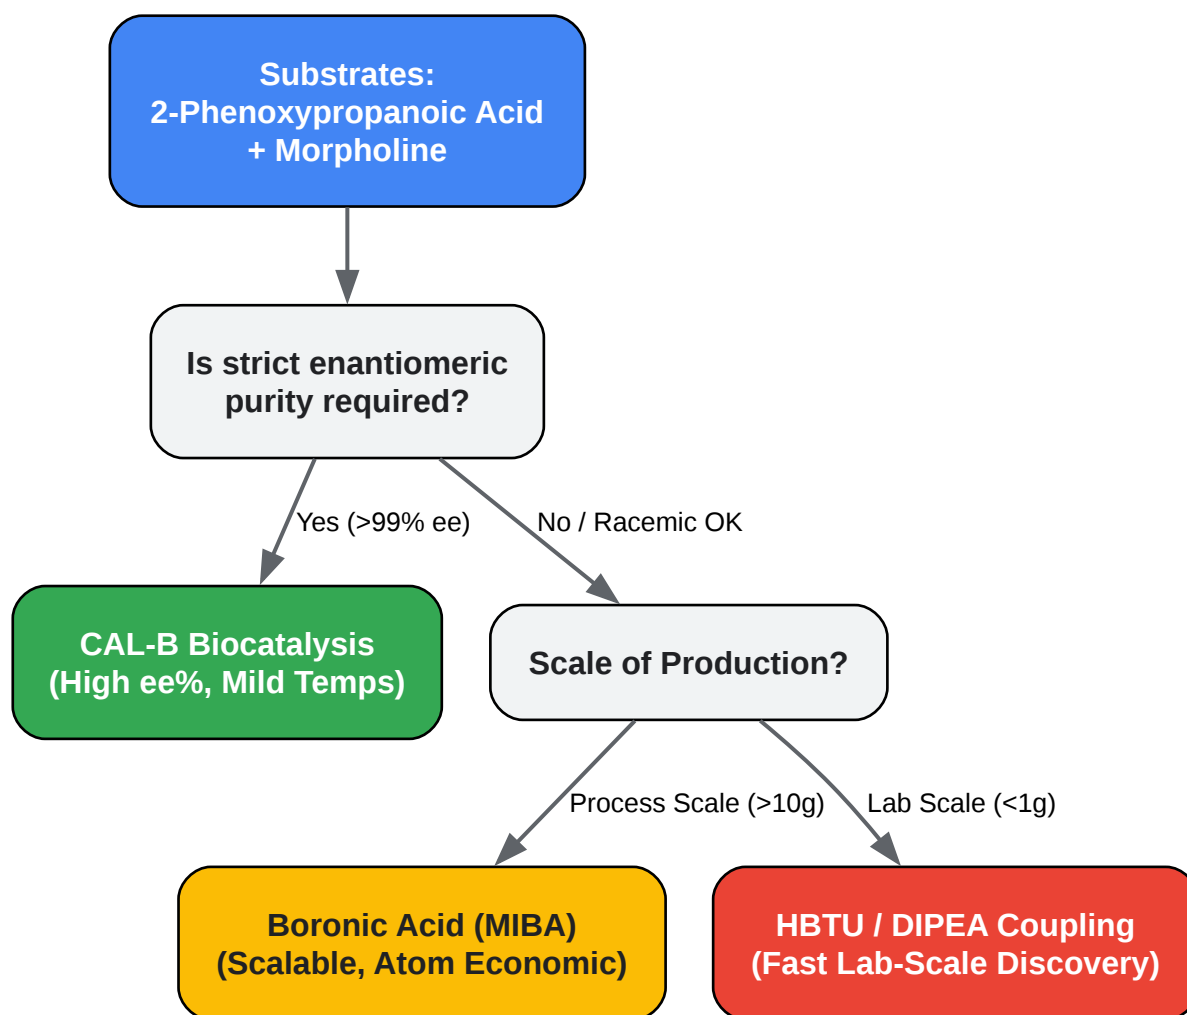 Substrates:
2-Phenoxypropanoic Acid
+ Morpholine
Is strict enantiomeric
purity required?
Yes (>99% ee)
No / Racemic OK
CAL-B Biocatalysis
(High ee%, Mild Temps)
Scale of Production?
Process Scale (>10g)
Lab Scale (<1g)
Boronic Acid (MIBA)
(Scalable, Atom Economic)
HBTU / DIPEA Coupling
(Fast Lab-Scale Discovery)